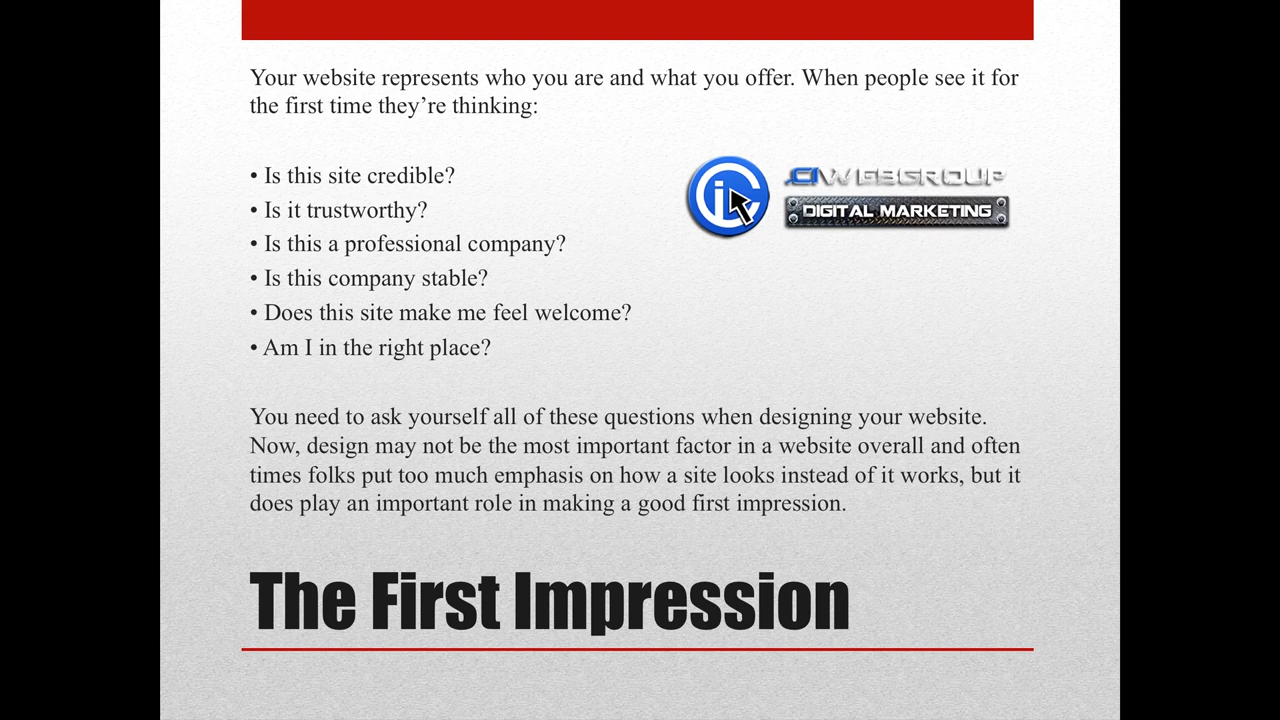 Your website represents who you are and what you offer. When people see it for
the first time they’re thinking:
• Is this site credible?
• Is it trustworthy?
• Is this a professional company?
• Is this company stable?
• Does this site make me feel welcome?
• Am I in the right place?
CiC
CIWEBGROUP
DIGITAL MARKETING
You need to ask yourself all of these questions when designing your website.
Now, design may not be the most important factor in a website overall and often
times folks put too much emphasis on how a site looks instead of it works, but it
does play an important role in making a good first impression.
The First Impression